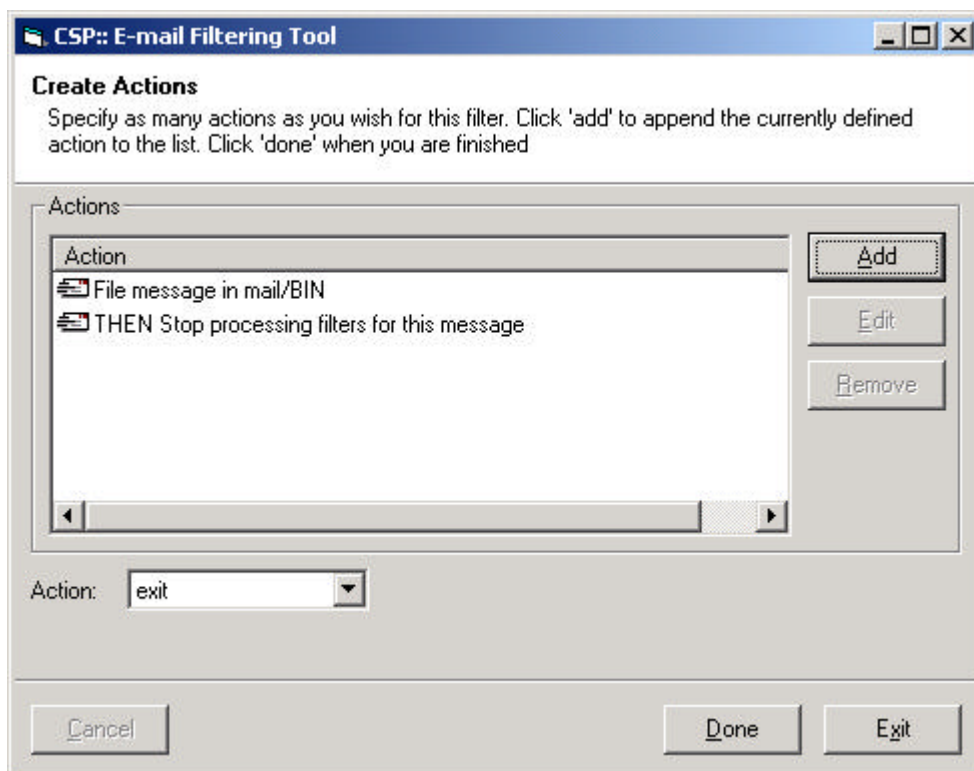 CSP:: E-mail Filtering Tool
Create Actions
Specify as many actions as you wish for this filter. Click 'add' to append the currently defined
action to the list. Click 'done' when you are finished
Actions
Action
Add
File message in mail/BIN
THEN Stop processing filters for this message
Edit
Remove
Action: exit
Cancel
Done
Exit